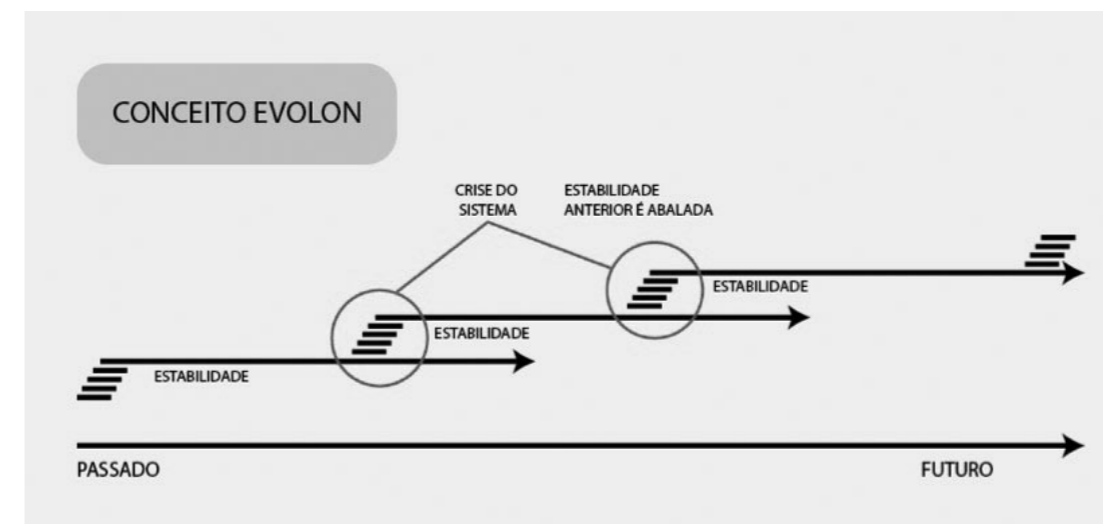 CONCEITO EVOLON
CRISE DO
SISTEMA
ESTABILIDADE
ANTERIOR É ABALADA
ESTABILIDADE
ESTABILIDADE
ESTABILIDADE
PASSADO
FUTURO